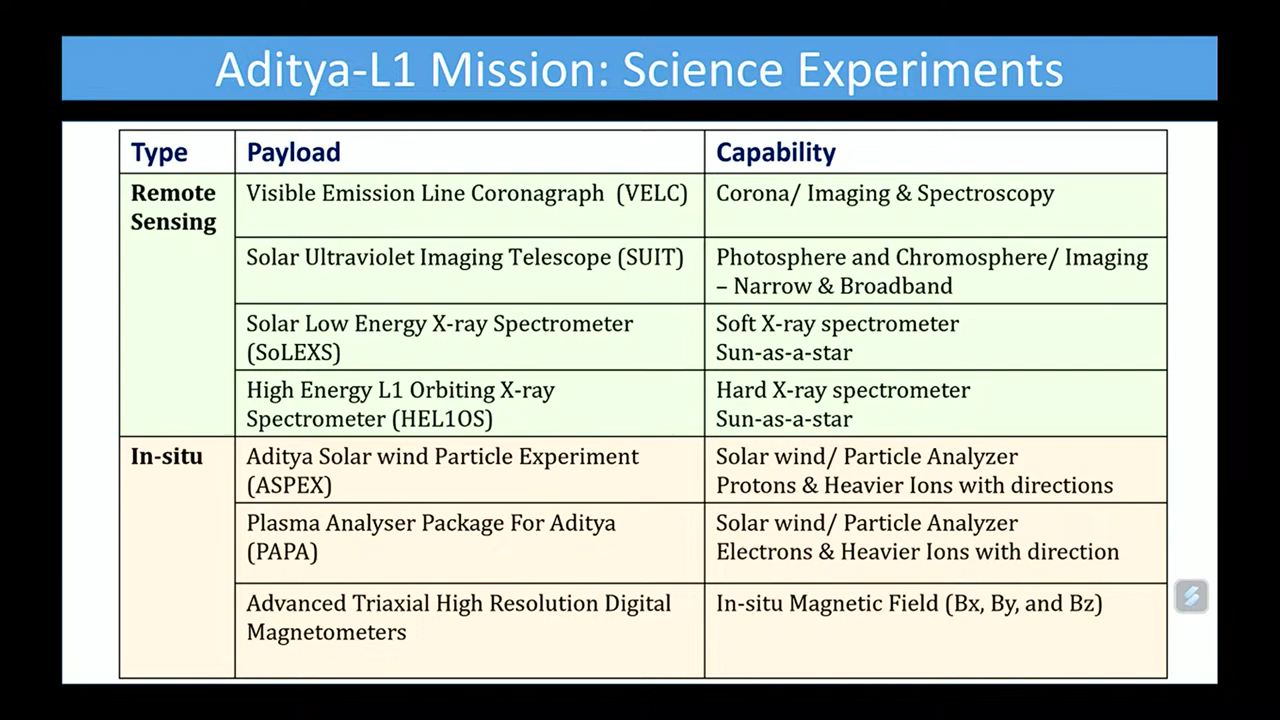 Aditya-L1 Mission: Science Experiments
Type Payload Capability
Remote Sensing
Visible Emission Line Coronagraph (VELC)
Corona/ Imaging & Spectroscopy
Solar Ultraviolet Imaging Telescope (SUIT)
Photosphere and Chromosphere/ Imaging
– Narrow & Broadband
Solar Low Energy X-ray Spectrometer
(SoLEXS)
Soft X-ray spectrometer
Sun-as-a-star
High Energy L1 Orbiting X-ray
Spectrometer (HEL1OS)
Hard X-ray spectrometer
Sun-as-a-star
In-situ
Aditya Solar wind Particle Experiment
(ASPEX)
Solar wind/ Particle Analyzer
Protons & Heavier Ions with directions
Plasma Analyser Package For Aditya
(PAPA)
Solar wind/ Particle Analyzer
Electrons & Heavier Ions with direction
Advanced Triaxial High Resolution Digital
Magnetometers
In-situ Magnetic Field (Bx, By, and Bz)